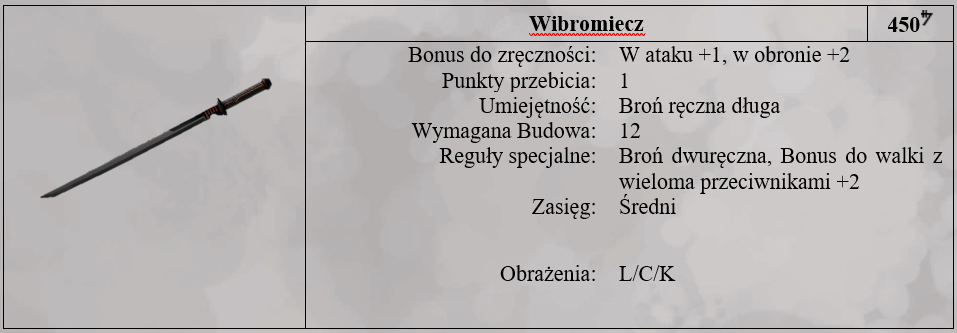 Wibromiecz
450
Bonus do zręczności: W ataku +1, w obronie +2
Punkty przebicia: 1
Umiejętność: Broń ręczna długa
Wymagana Budowa: 12
Reguły specjalne: Broń dwuręczna, Bonus do walki z
wieloma przeciwnikami +2
Zasięg: Średni
Obrażenia: L/C/K